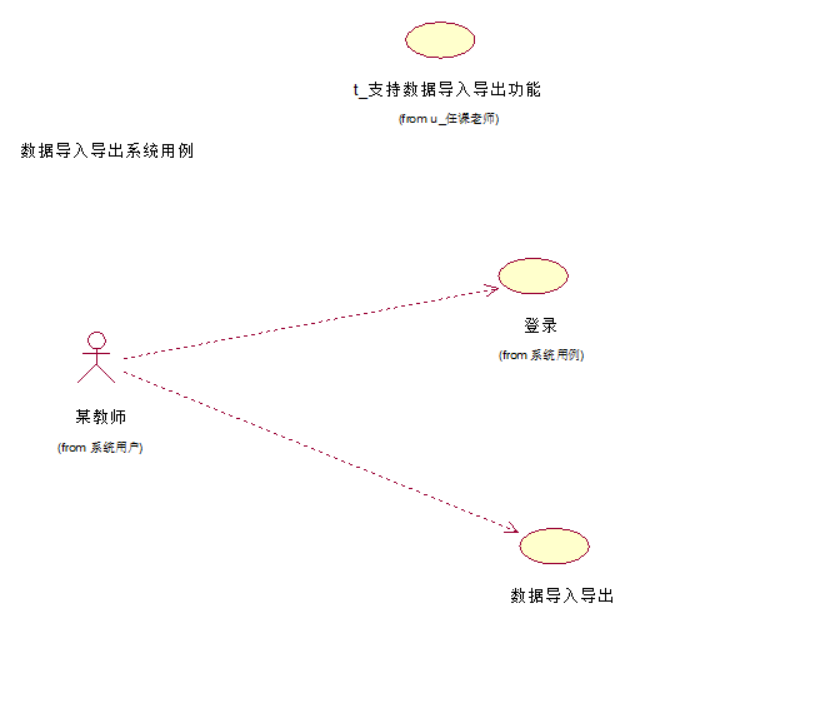 t_支持数据导入导出功能
(from u_任课老师)
数据导入导出系统用例
登录
(from 系统用例)
某教师
(from 系统用户)
数据导入导出